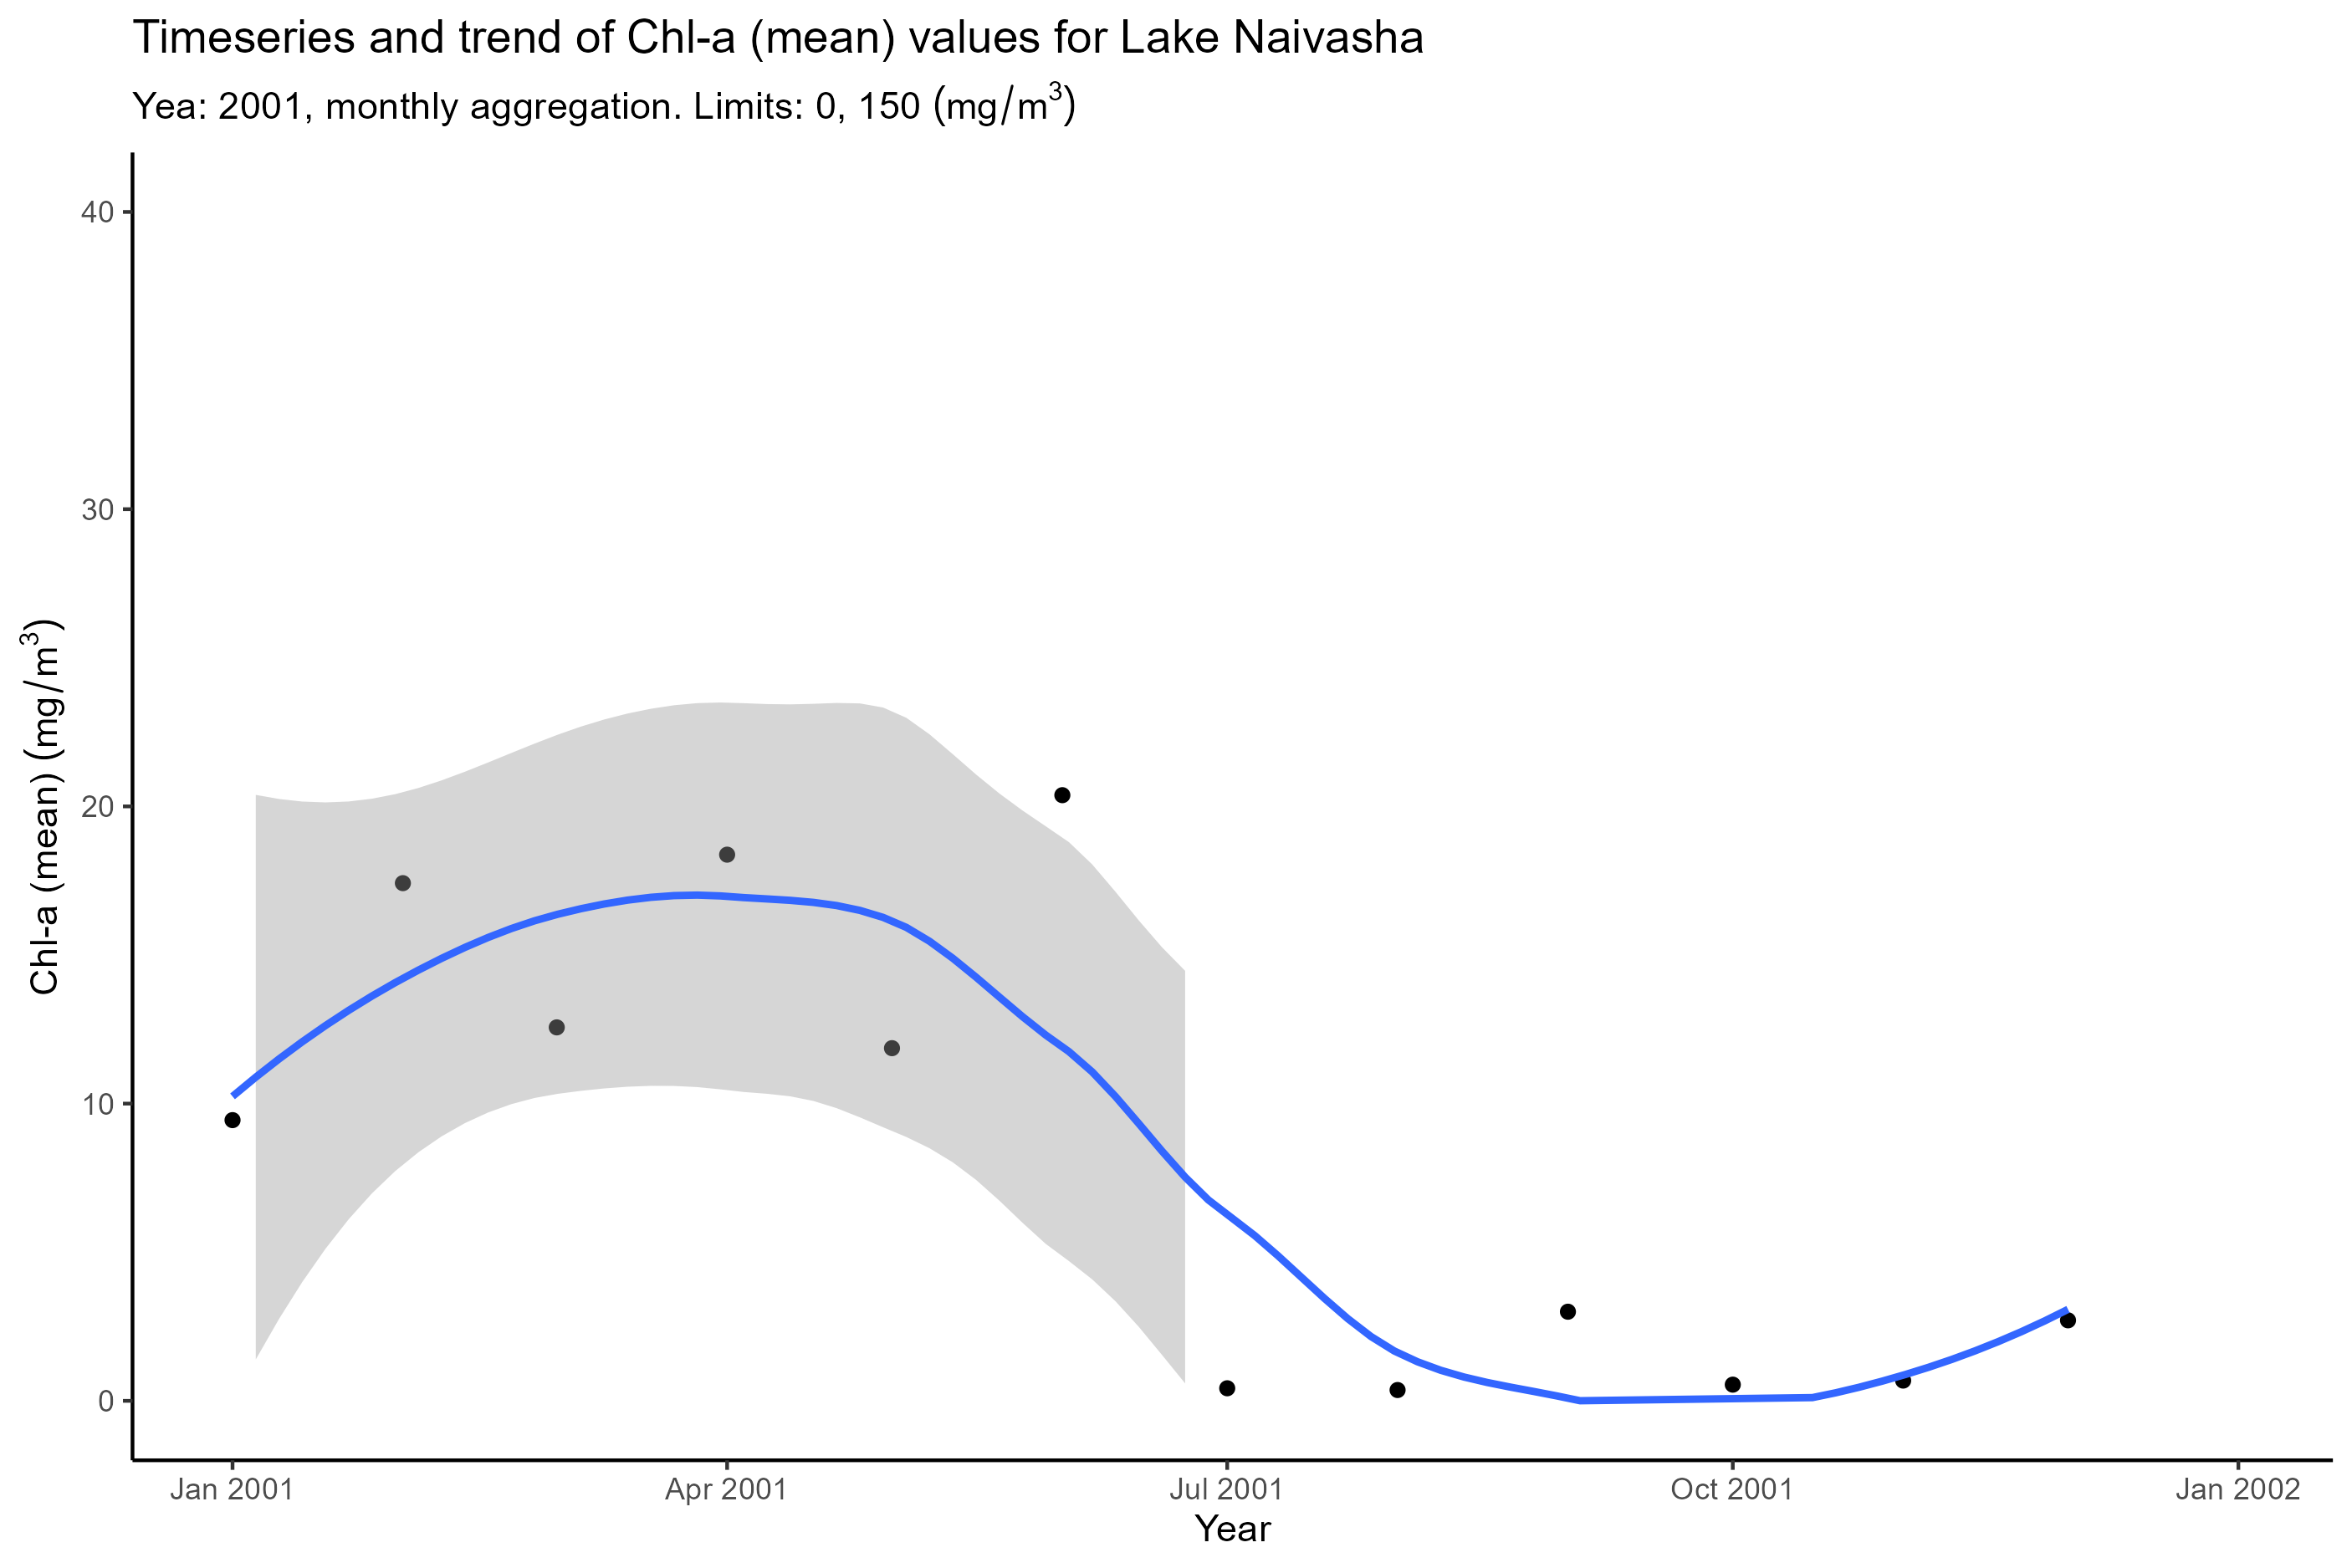 Timeseries and trend of Chl-a (mean) values for Lake Naivasha
Yea: 2001, monthly aggregation. Limits: 0, 150 (mg/m³)
Chl-a (mean) (mg/m³)
40
30
20
10
0
Jan 2001
Apr 2001
Jul 2001
Oct 2001
Jan 2002
Year